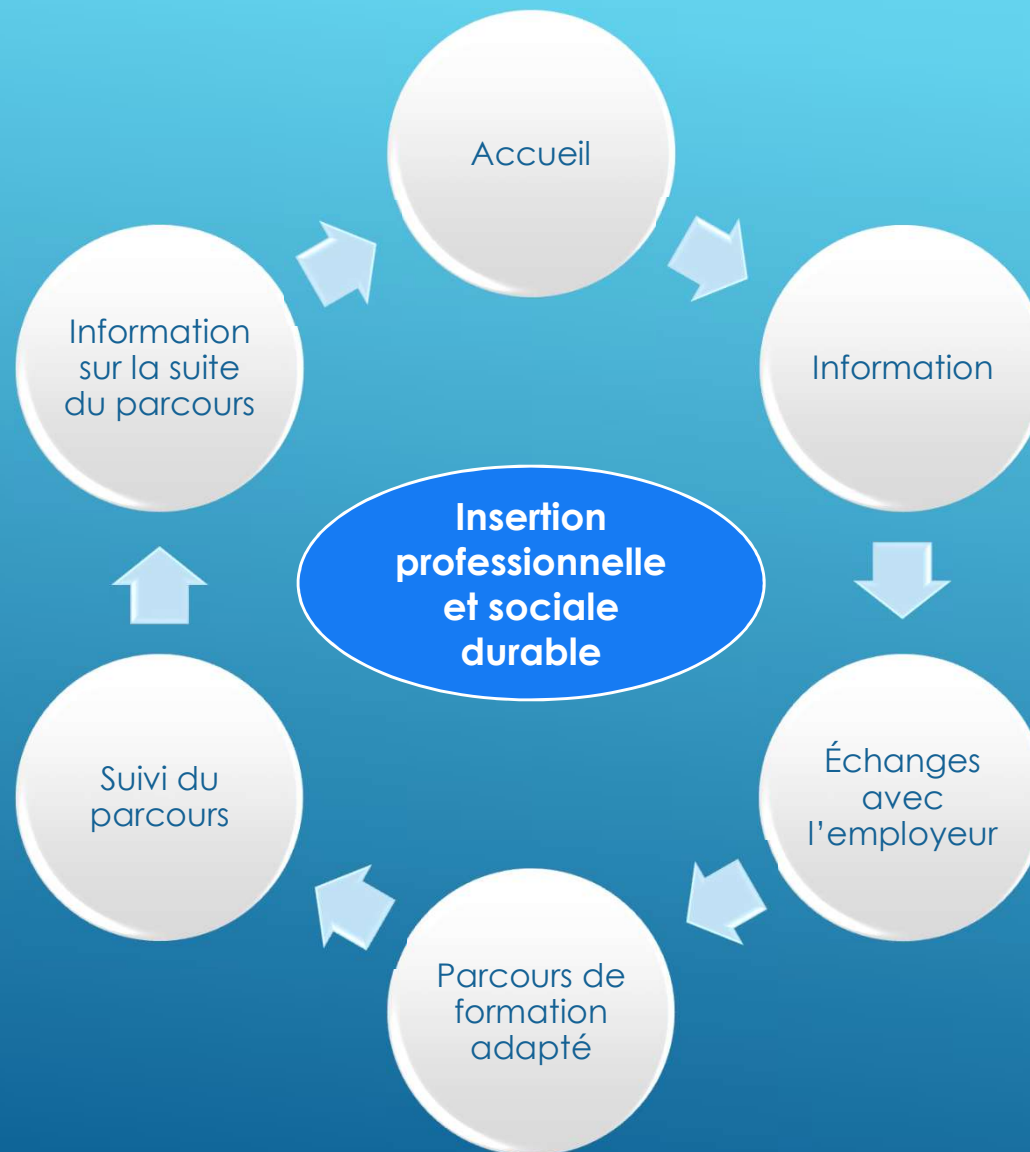 Accueil
Information
Échanges
avec
l’employeur
Parcours de
formation
adapté
Suivi du
parcours
Information
sur la suite
du parcours
Insertion
professionnelle
et sociale
durable